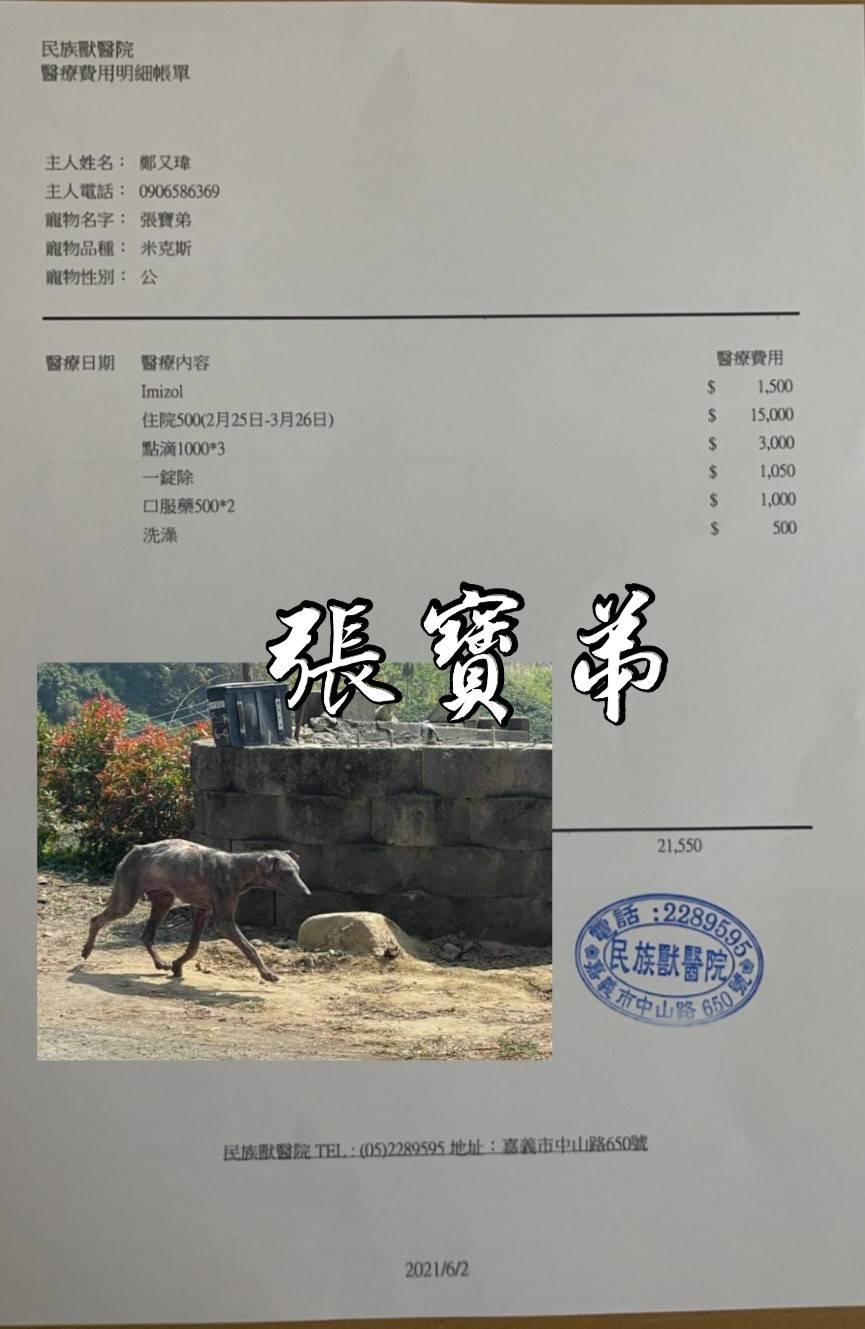 民族獸醫院
醫療費用明細帳單
主人姓名： 鄭又瑋
主人電話： 0906586369
寵物名字： 張寶弟
寵物品種： 米克斯
寵物性別： 公
醫療日期 醫療內容 醫療費用
Imizol $ 1,500
住院500(2月25日-3月26日) $ 15,000
點滴1000*3 $ 3,000
一錠除 $ 1,050
口服藥500*2 $ 1,000
洗澡 $ 500
張寶弟
21,550
電話:2289595
民族獸醫院
嘉義市中山路 650 號
民族獸醫院 TEL : (05)2289595 地址：嘉義市中山路650號
2021/6/2